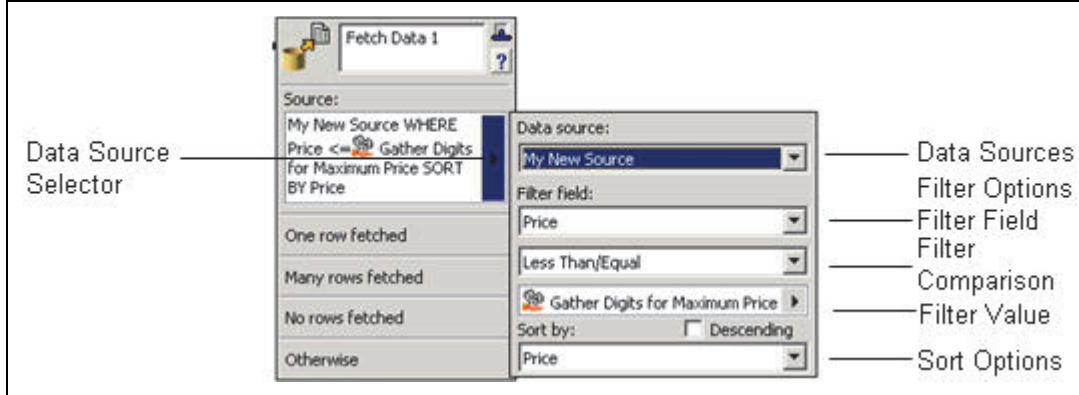 Fetch Data 1
?
Source:
My New Source WHERE
Price <= Gather Digits
for Maximum Price SORT
BY Price
One row fetched
Many rows fetched
No rows fetched
Otherwise
Data Source
Selector
Data source:
My New Source
Filter field:
Price
Less Than/Equal
Gather Digits for Maximum Price
Sort by:
Descending
Price
Data Sources
Filter Options
Filter Field
Filter
Comparison
Filter Value
Sort Options